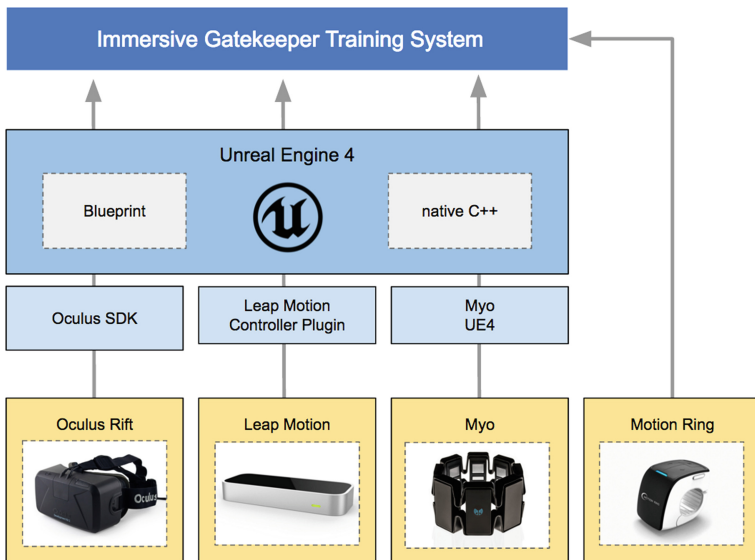 Immersive Gatekeeper Training System
Unreal Engine 4
Blueprint
native C++
Oculus SDK
Leap Motion
Controller Plugin
Myo
UE4
Oculus Rift
Leap Motion
Myo
Motion Ring
Oculus